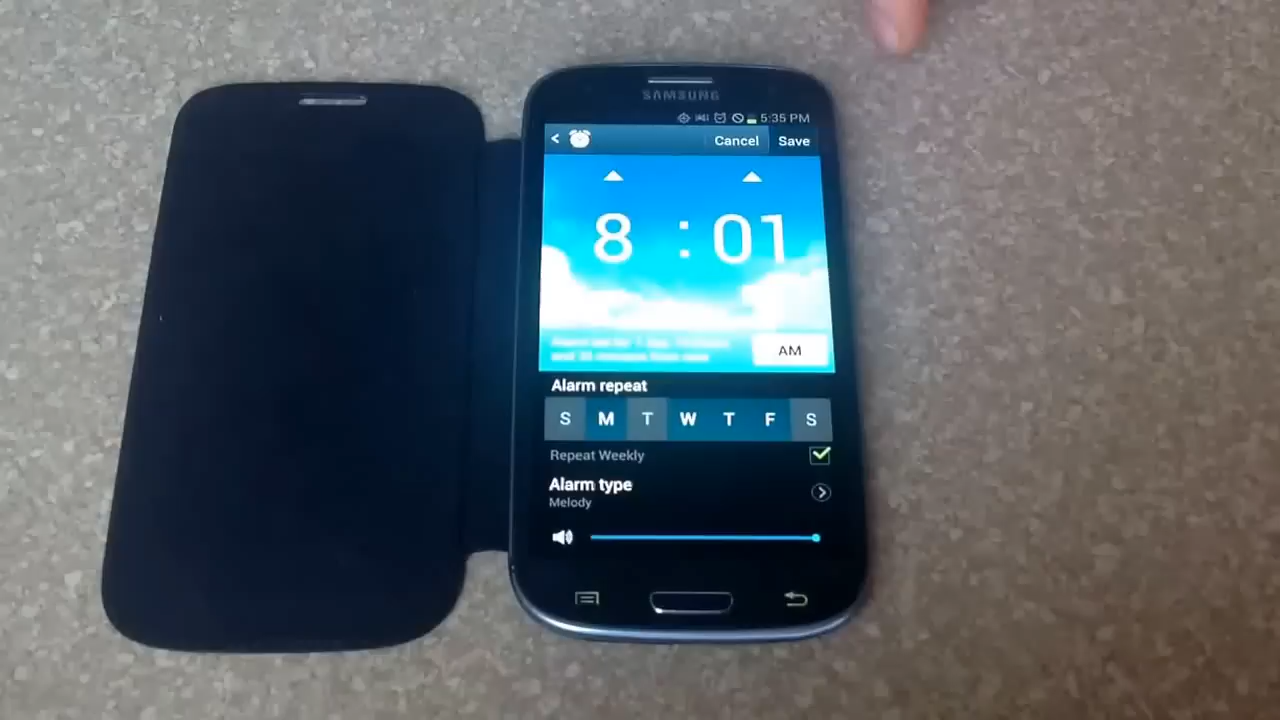 SAMSUNG
5:35 PM
< Cancel Save
8 : 01
AM
Alarm repeat
S M T W T F S
Repeat Weekly
Alarm type
Melody